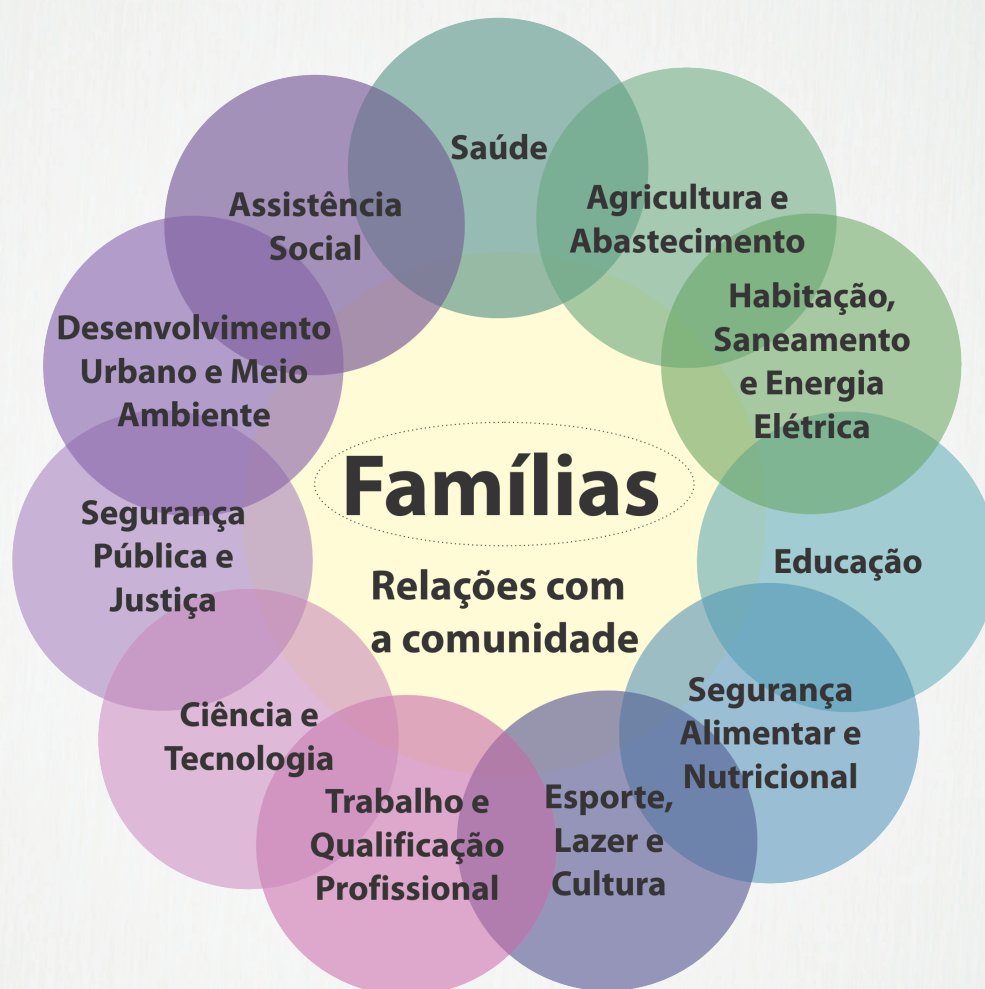 Saúde
Agricultura e
Abastecimento
Habitação,
Saneamento
e Energia
Elétrica
Educação
Segurança
Alimentar e
Nutricional
Esporte,
Lazer e
Cultura
Trabalho e
Qualificação
Profissional
Ciência e
Tecnologia
Segurança
Pública e
Justiça
Desenvolvimento
Urbano e Meio
Ambiente
Assistência
Social
Famílias
Relações com
a comunidade